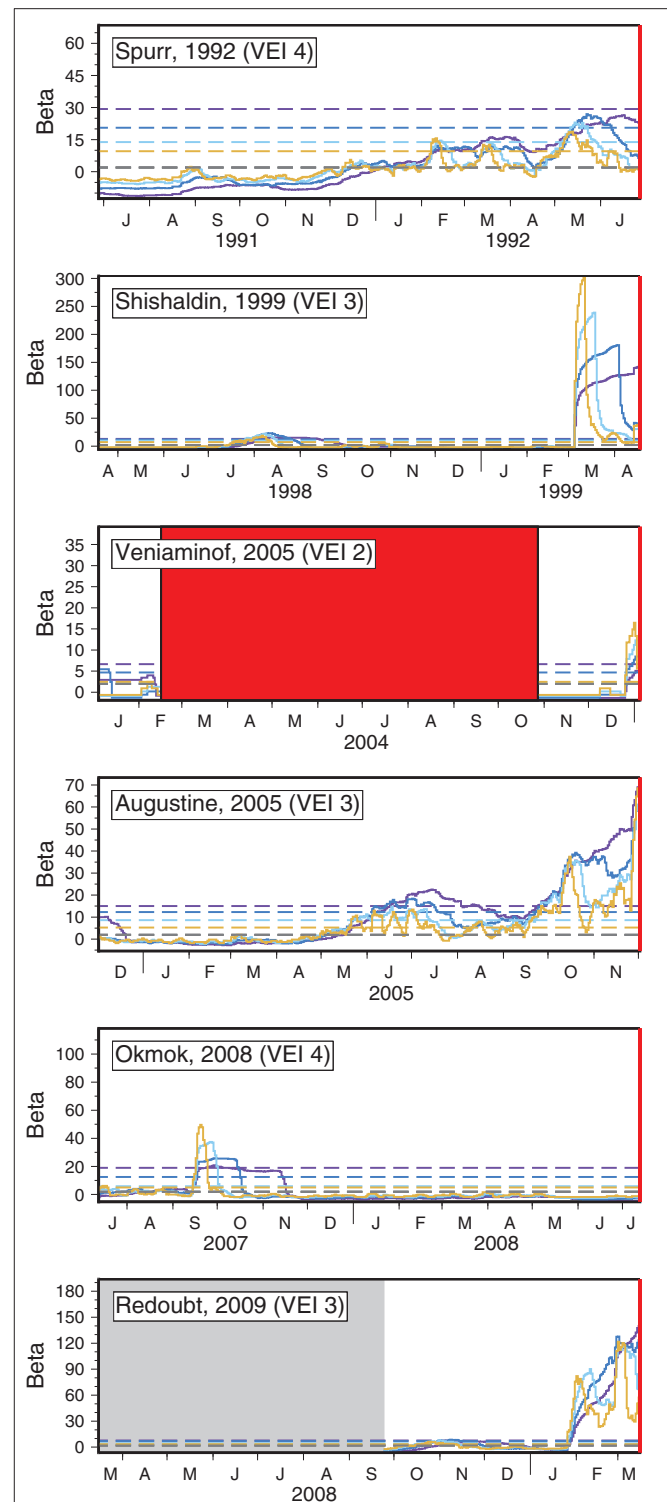 Spurr, 1992 (VEI 4)
Beta
60
45
30
15
0
J A S O N D J F M A M J
1991 1992
Shishaldin, 1999 (VEI 3)
Beta
300
250
200
150
100
50
0
A M J J A S O N D J F M A
1998 1999
Veniaminof, 2005 (VEI 2)
Beta
35
30
25
20
15
10
5
0
J F M A M J J A S O N D
2004
Augustine, 2005 (VEI 3)
Beta
70
60
50
40
30
20
10
0
D J F M A M J J A S O N
2005
Okmok, 2008 (VEI 4)
Beta
100
80
60
40
20
0
J A S O N D J F M A M J J
2007 2008
Redoubt, 2009 (VEI 3)
Beta
180
150
120
90
60
30
0
M A M J J A S O N D J F M
2008